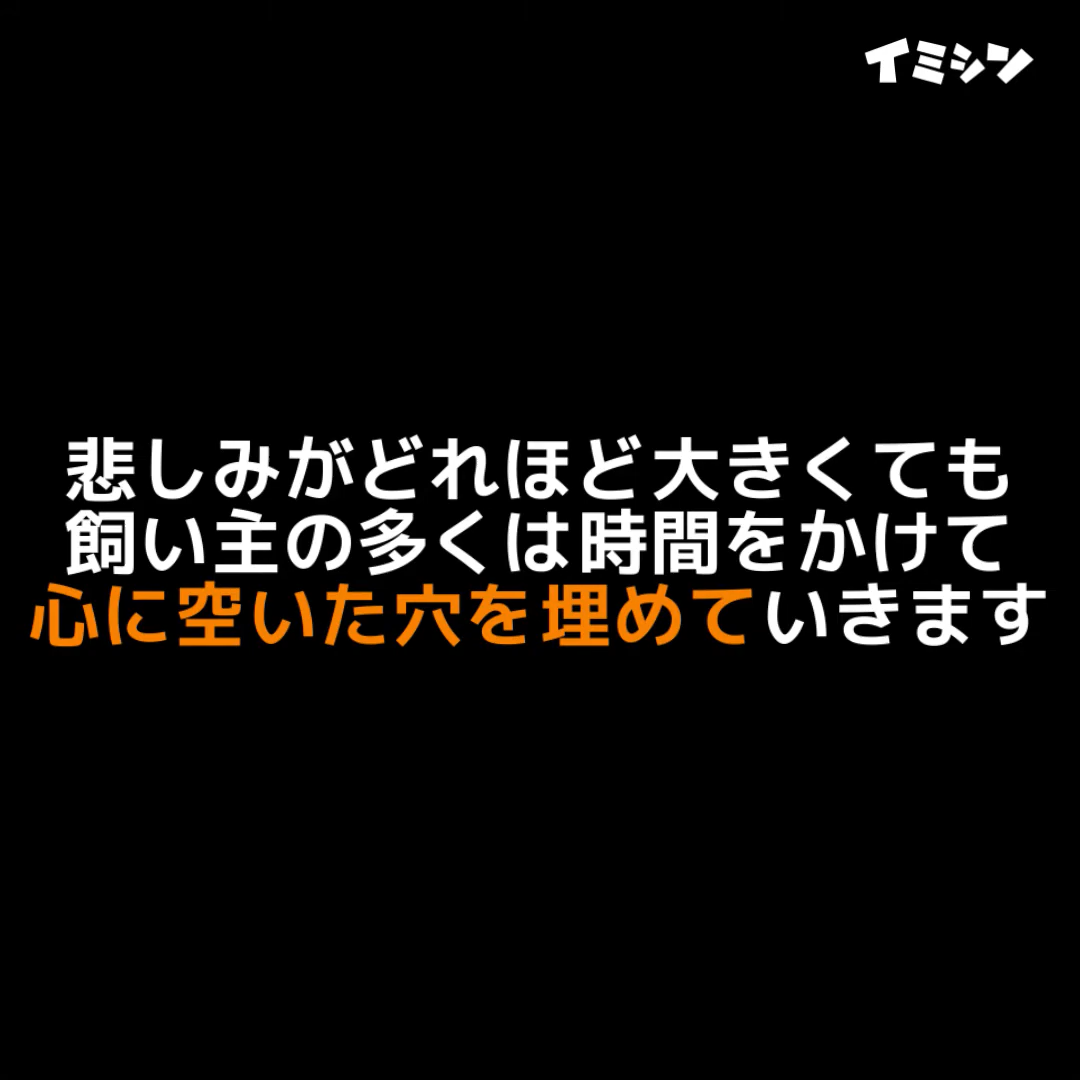 イミシン
悲しみがどれほど大きくても
飼い主の多くは時間をかけて
心に空いた穴を埋めていきます